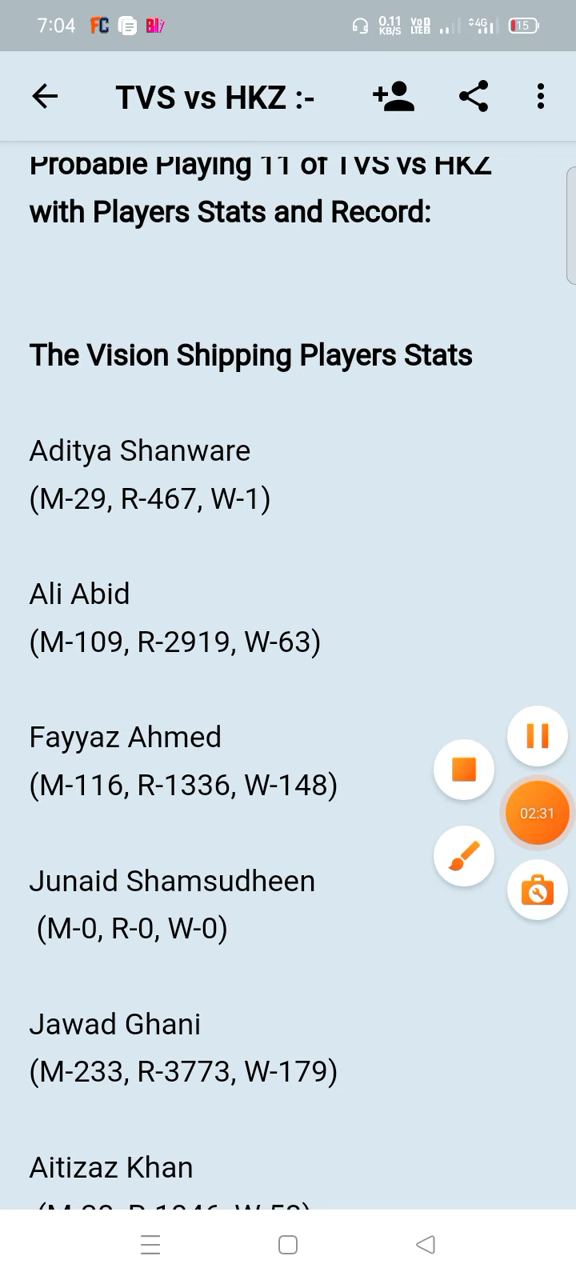 7:04 FC 0.11 KB/S 4G 15
TVS vs HKZ :-
Probable Playing 11 of TVS vs HKZ
with Players Stats and Record:
The Vision Shipping Players Stats
Aditya Shanware
(M-29, R-467, W-1)
Ali Abid
(M-109, R-2919, W-63)
Fayyaz Ahmed
(M-116, R-1336, W-148)
02:31
Junaid Shamsudheen
(M-0, R-0, W-0)
Jawad Ghani
(M-233, R-3773, W-179)
Aitizaz Khan